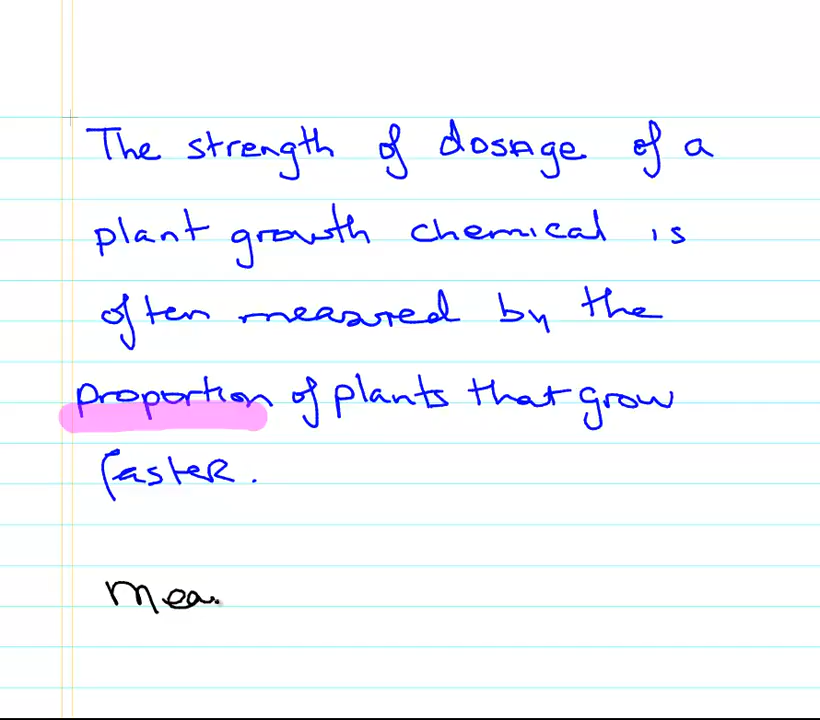 The strength of dosage of a
plant growth chemical is
often measured by the
proportion of plants that grow
faster.
Mea